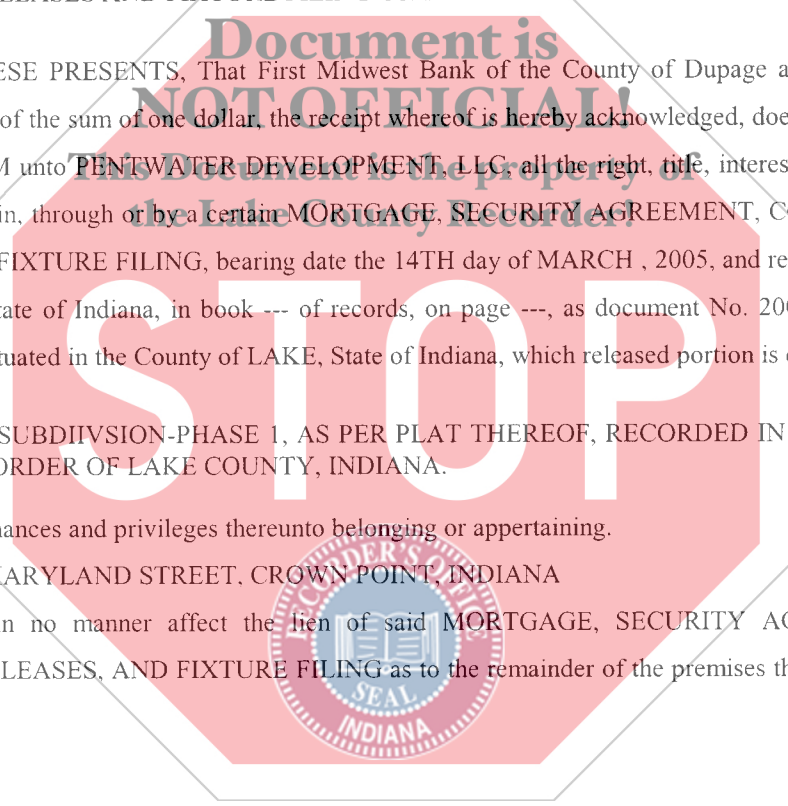 Document is
ESE PRESENTS, That First Midwest Bank of the County of Dupage a
NOT OFFICIAL!
of the sum of one dollar, the receipt whereof is hereby acknowledged, doe
M unto PENTWATER DEVELOPMENT, LLC, all the right, title, interes
This Document is the property of
in, through or by a certain MORTGAGE, SECURITY AGREEMENT, C
the Lake County Recorder!
FIXTURE FILING, bearing date the 14TH day of MARCH , 2005, and re
tate of Indiana, in book --- of records, on page ---, as document No. 200
tuated in the County of LAKE, State of Indiana, which released portion is
STOP
SUBDIIVSION-PHASE 1, AS PER PLAT THEREOF, RECORDED IN
ORDER OF LAKE COUNTY, INDIANA.
nances and privileges thereunto belonging or appertaining.
ARYLAND STREET, CROWN POINT, INDIANA
RECORDER'S OFFICE
in no manner affect the lien of said MORTGAGE, SECURITY AG
LEASES, AND FIXTURE FILING as to the remainder of the premises th
SEAL
INDIANA